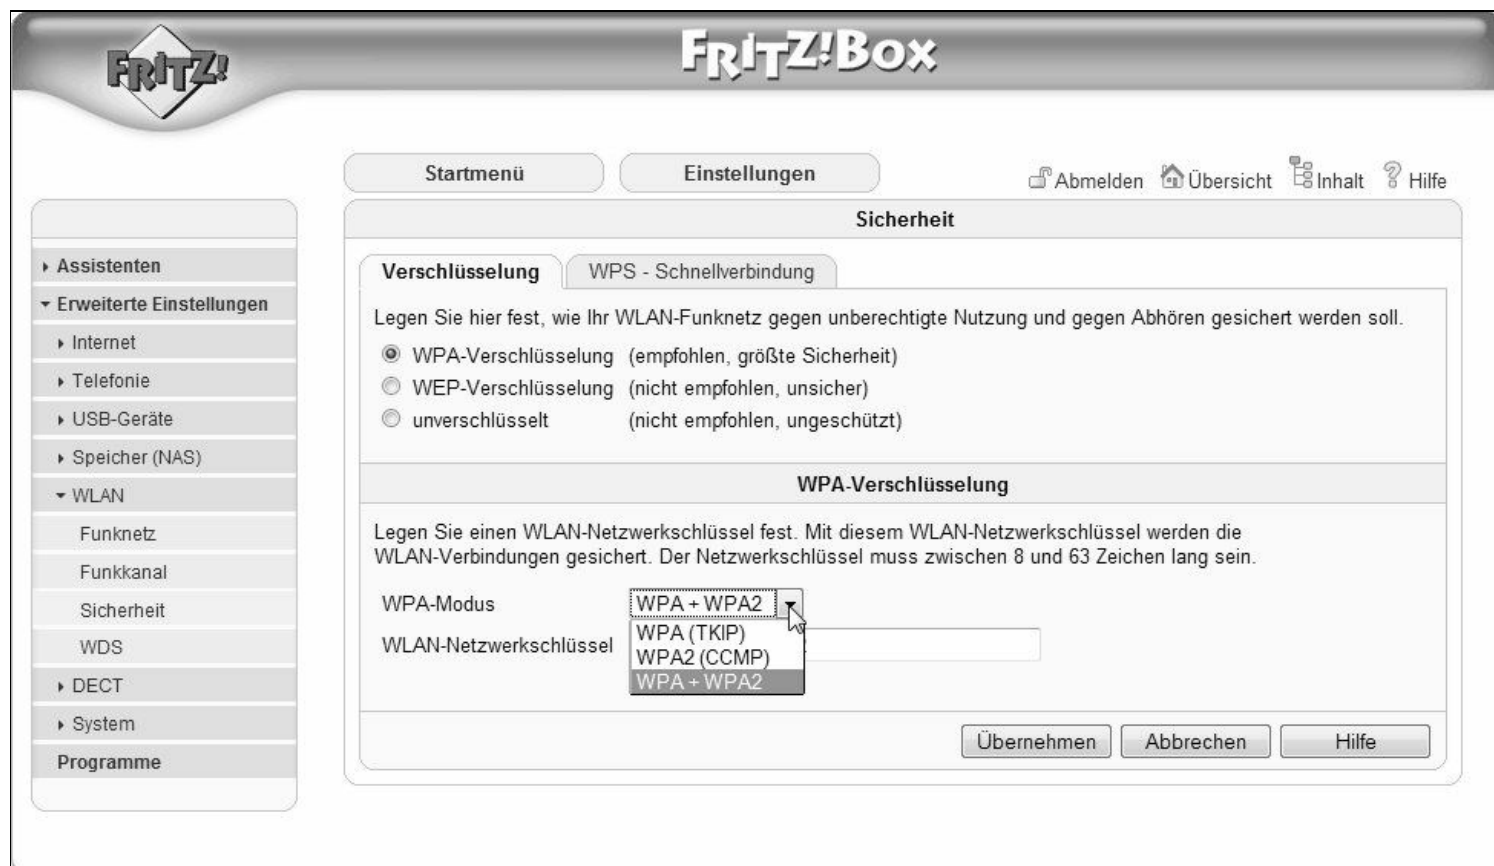 FRITZ!
FRITZ!Box
Startmenü
Einstellungen
Abmelden
Übersicht
Inhalt
Hilfe
Assistenten
Erweiterte Einstellungen
Internet
Telefonie
USB-Geräte
Speicher (NAS)
WLAN
Funknetz
Funkkanal
Sicherheit
WDS
DECT
System
Programme
Sicherheit
Verschlüsselung
WPS - Schnellverbindung
Legen Sie hier fest, wie Ihr WLAN-Funknetz gegen unberechtigte Nutzung und gegen Abhören gesichert werden soll.
WPA-Verschlüsselung (empfohlen, größte Sicherheit)
WEP-Verschlüsselung (nicht empfohlen, unsicher)
unverschlüsselt (nicht empfohlen, ungeschützt)
WPA-Verschlüsselung
Legen Sie einen WLAN-Netzwerkschlüssel fest. Mit diesem WLAN-Netzwerkschlüssel werden die
WLAN-Verbindungen gesichert. Der Netzwerkschlüssel muss zwischen 8 und 63 Zeichen lang sein.
WPA-Modus WPA + WPA2
WPA (TKIP)
WLAN-Netzwerkschlüssel
WPA2 (CCMP)
WPA + WPA2
Übernehmen
Abbrechen
Hilfe